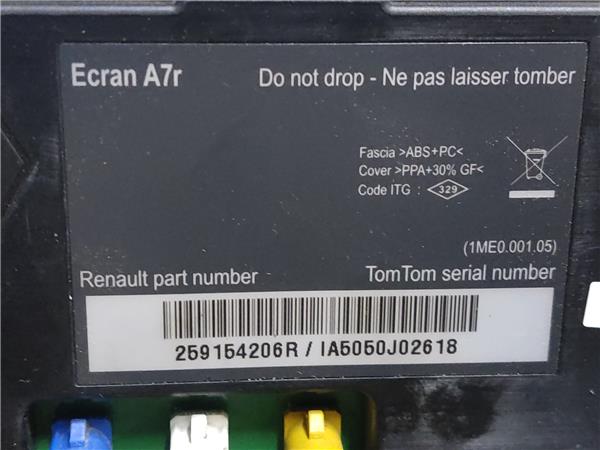 Ecran A7r Do not drop - Ne pas laisser tomber
Fascia >ABS+PC<
Cover >PPA+30% GF<
Code ITG : 329
(1ME0.001.05)
Renault part number TomTom serial number
259154206R / IA5050J02618